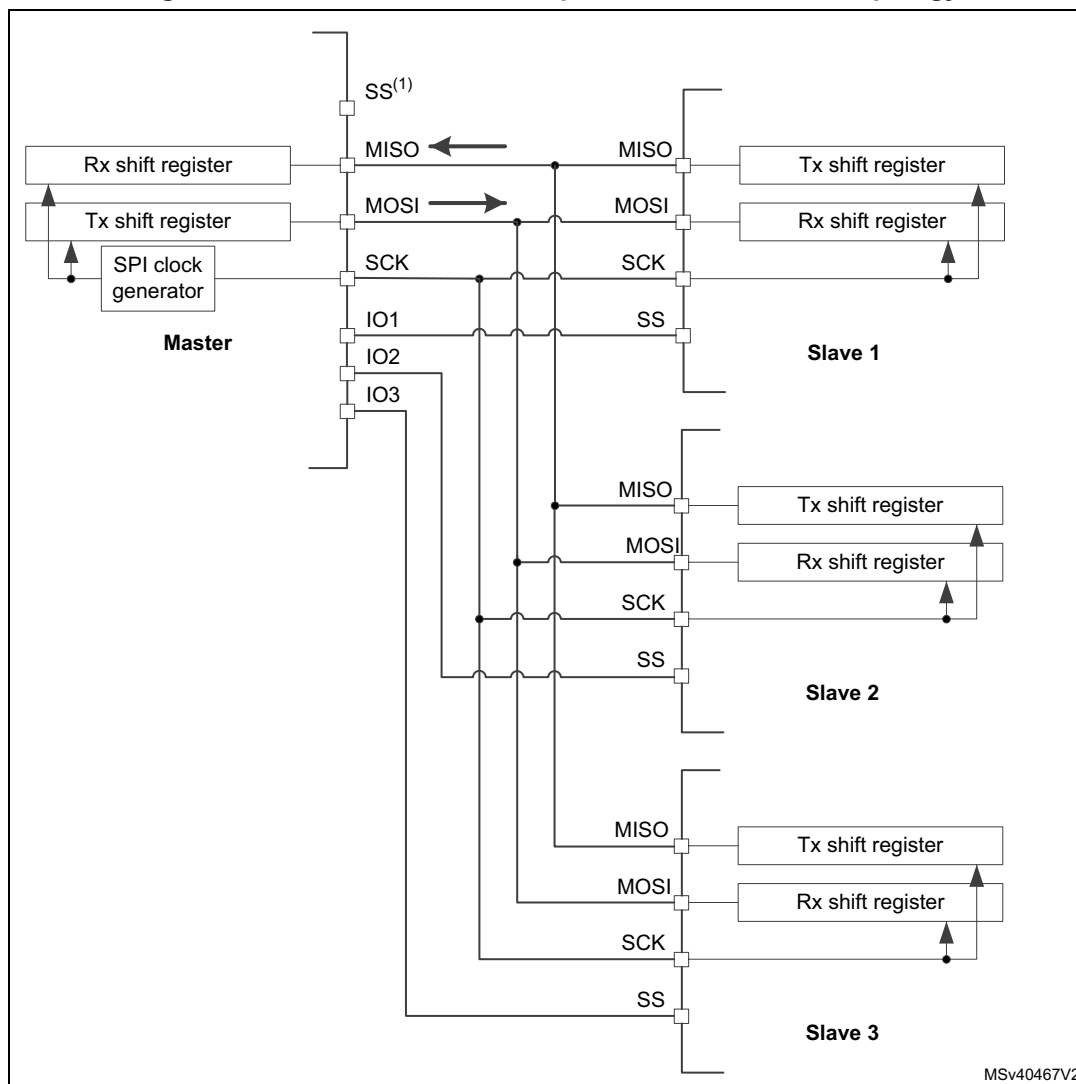 SS(1)
MISO
MISO
Rx shift register
Tx shift register
MOSI
MOSI
Tx shift register
Rx shift register
SCK
SCK
SPI clock
generator
IO1
SS
Master
Slave 1
IO2
IO3
MISO
Tx shift register
MOSI
Rx shift register
SCK
SS
Slave 2
MISO
Tx shift register
MOSI
Rx shift register
SCK
SS
Slave 3
MSv40467V2